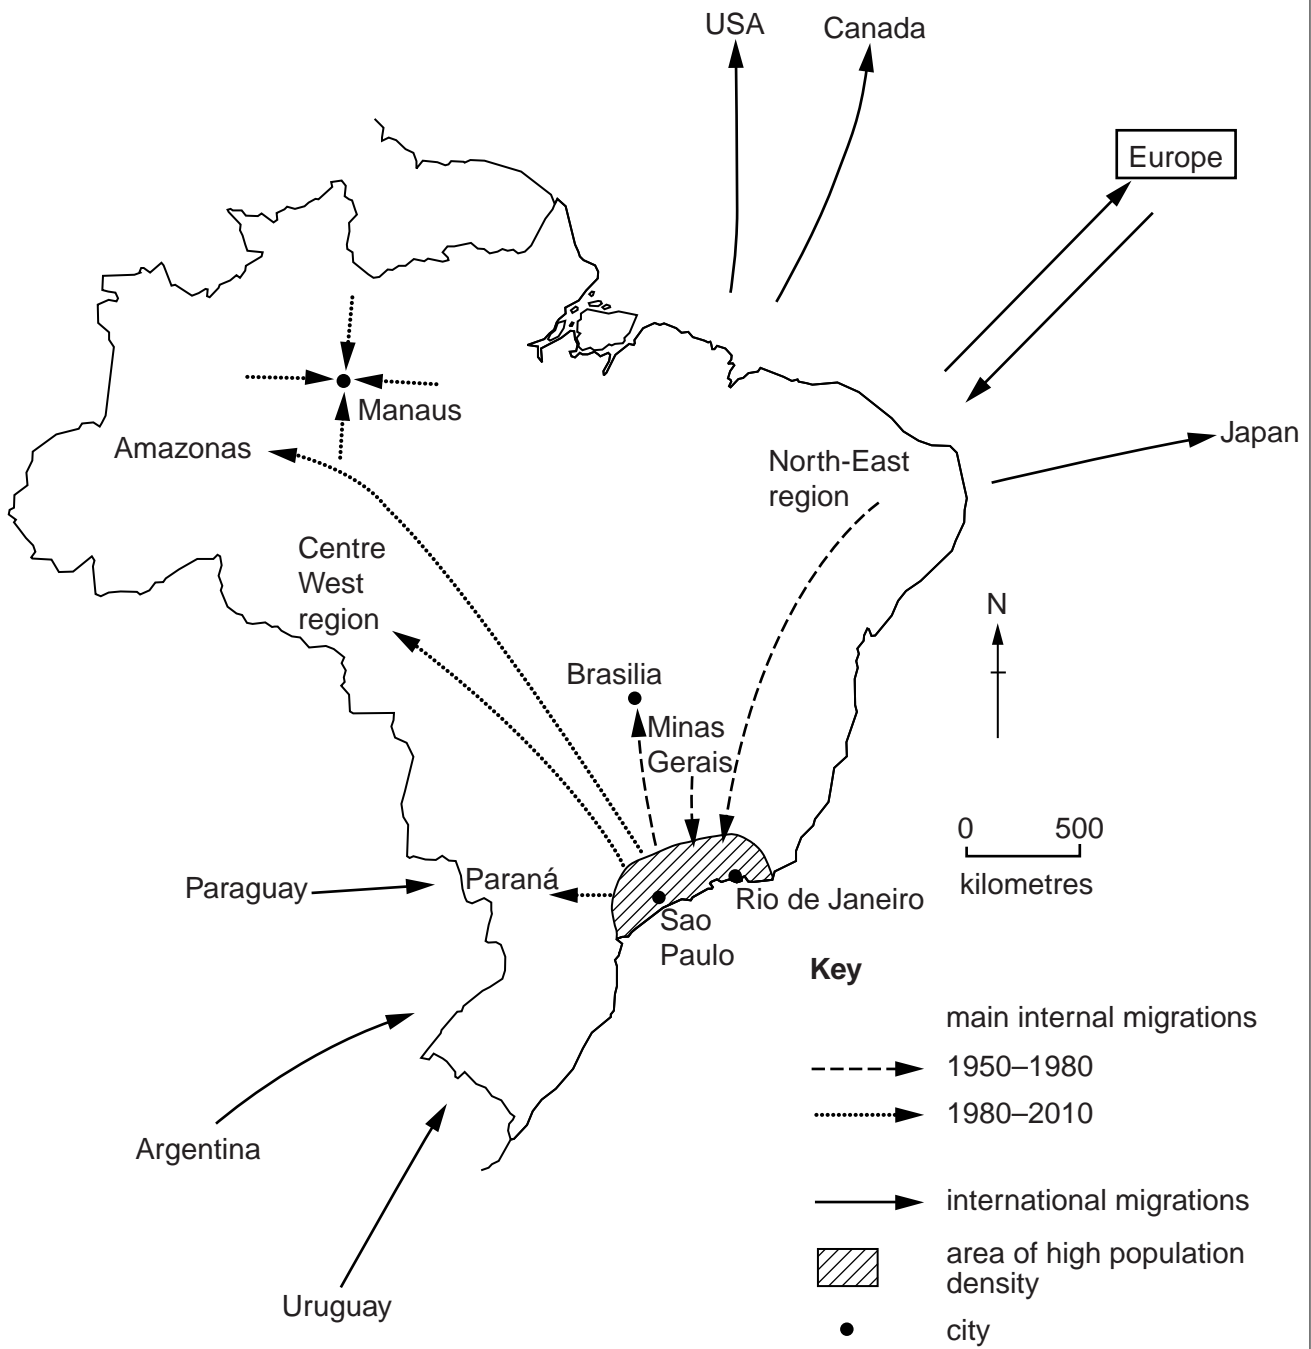 USA
Canada
Europe
Manaus
Amazonas
Japan
North-East
region
Centre
West
region
N
Brasilia
Minas
Gerais
0 500
kilometres
Paraguay
Paraná
Rio de Janeiro
Sao
Paulo
Key
main internal migrations
1950–1980
1980–2010
Argentina
international migrations
area of high population
density
Uruguay
city